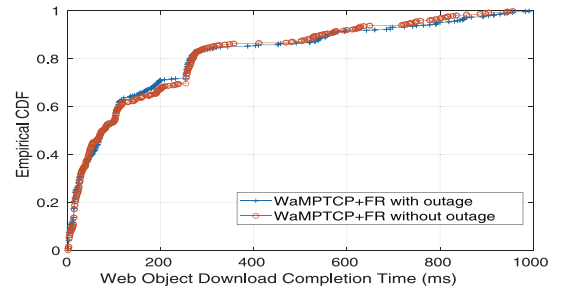 1
0.8
0.6
0.4
0.2
0
Empirical CDF
WaMPTCP+FR with outage
WaMPTCP+FR without outage
0 200 400 600 800 1000
Web Object Download Completion Time (ms)